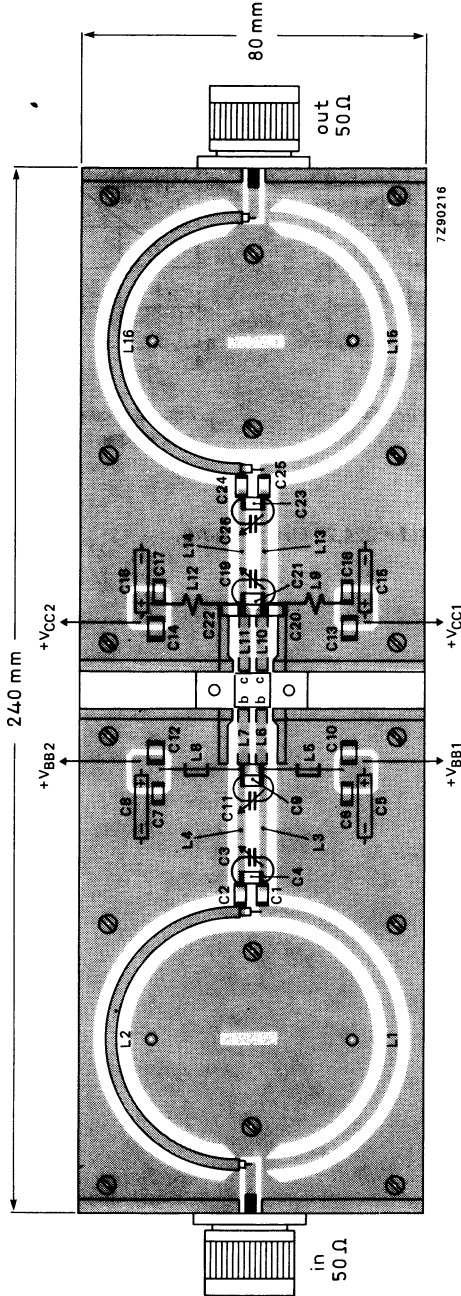 240 mm
+VBB2
+VCC2
C8
C12
C7
C14
C18
C17
L2
L8
L12
L16
L4
C3
C11
C22
C19
L14
C26
C24
C2
L7
b c
L11
80 mm
in
50 Ω
out
50 Ω
C1
C4
C9
L6
b c
L10
C21
C20
C23
C25
L3
L5
L9
L13
L1
C6
C10
C5
C13
C16
C15
L15
+VBB1
+VCC1
7Z90216